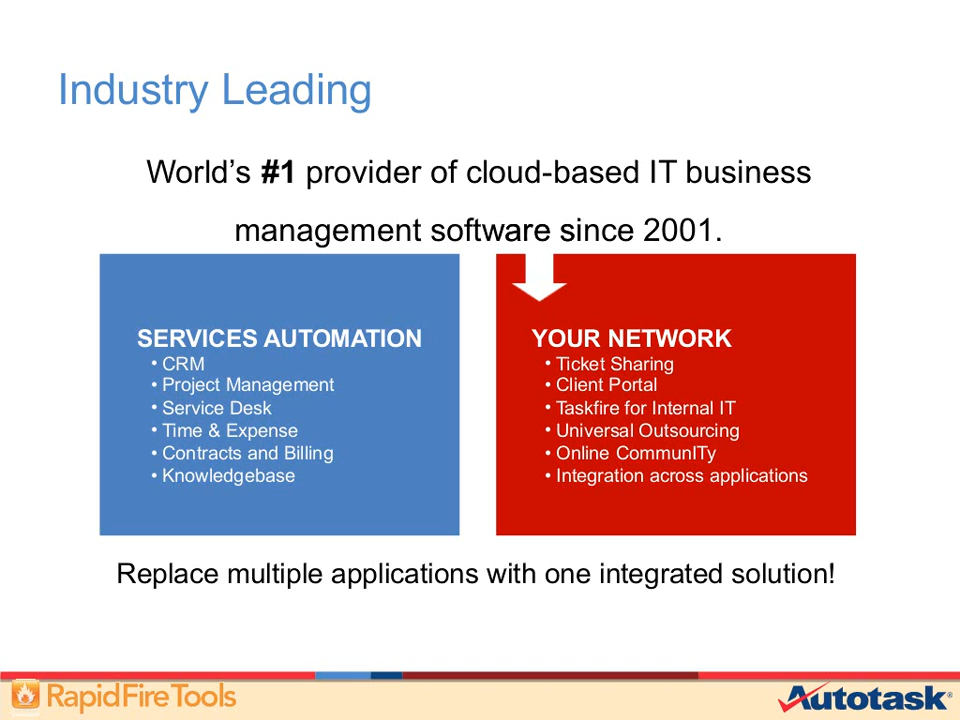 Industry Leading
World’s #1 provider of cloud-based IT business
management software since 2001.
SERVICES AUTOMATION
• CRM
• Project Management
• Service Desk
• Time & Expense
• Contracts and Billing
• Knowledgebase
YOUR NETWORK
• Ticket Sharing
• Client Portal
• Taskfire for Internal IT
• Universal Outsourcing
• Online CommunITy
• Integration across applications
Replace multiple applications with one integrated solution!
RapidFireTools
Autotask®